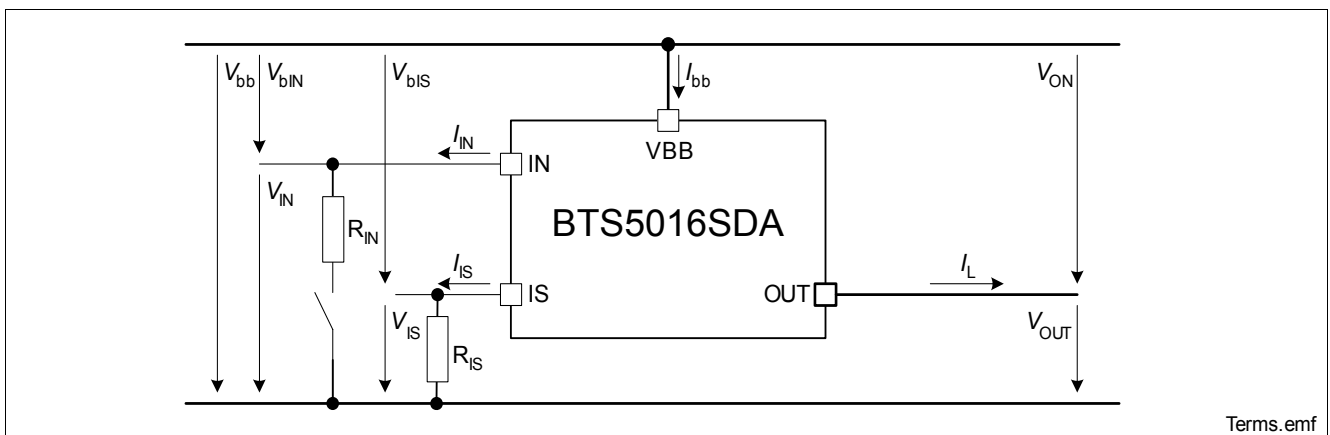 Vbb VbIN VbIS Ibb VON
IIN VBB
IN
VIN BTS5016SDA
RIN
IIS IL
IS OUT
VIS VOUT
RIS
Terms.emf